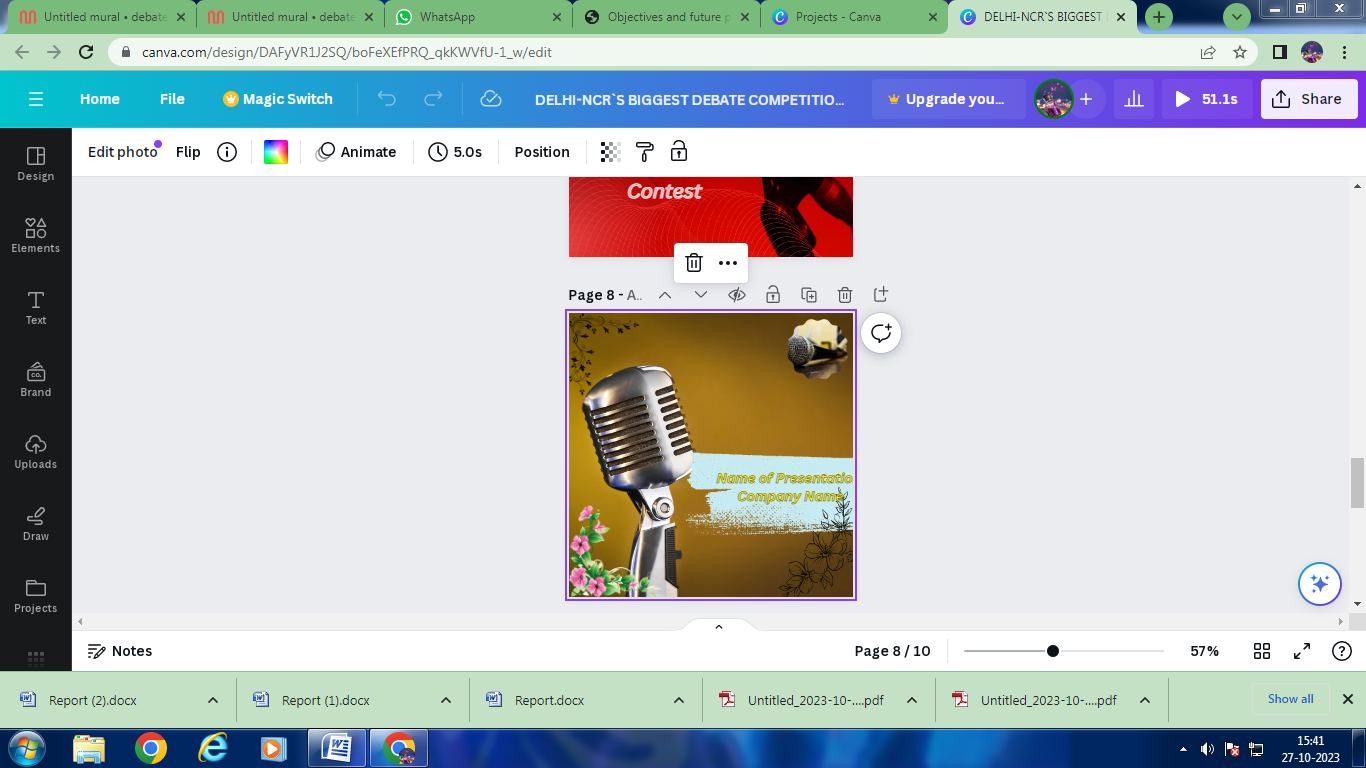 Untitled mural • debate
Untitled mural • debate
WhatsApp
Objectives and future p
Projects - Canva
DELHI-NCR`S BIGGEST
canva.com/design/DAFyVR1J2SQ/boFeXEfPRQ_qkKWVfU-1_w/edit
Home
File
Magic Switch
DELHI-NCR`S BIGGEST DEBATE COMPETITIO...
Upgrade you...
51.1s
Share
Edit photo
Flip
Animate
5.0s
Position
Design
Elements
Text
Brand
Uploads
Draw
Projects
CO.
Contest
Page 8 - A..
Name of Presentatio
Company Name
Notes
Page 8 / 10
57%
Report (2).docx
Report (1).docx
Report.docx
Untitled_2023-10-....pdf
Untitled_2023-10-....pdf
Show all
15:41
27-10-2023